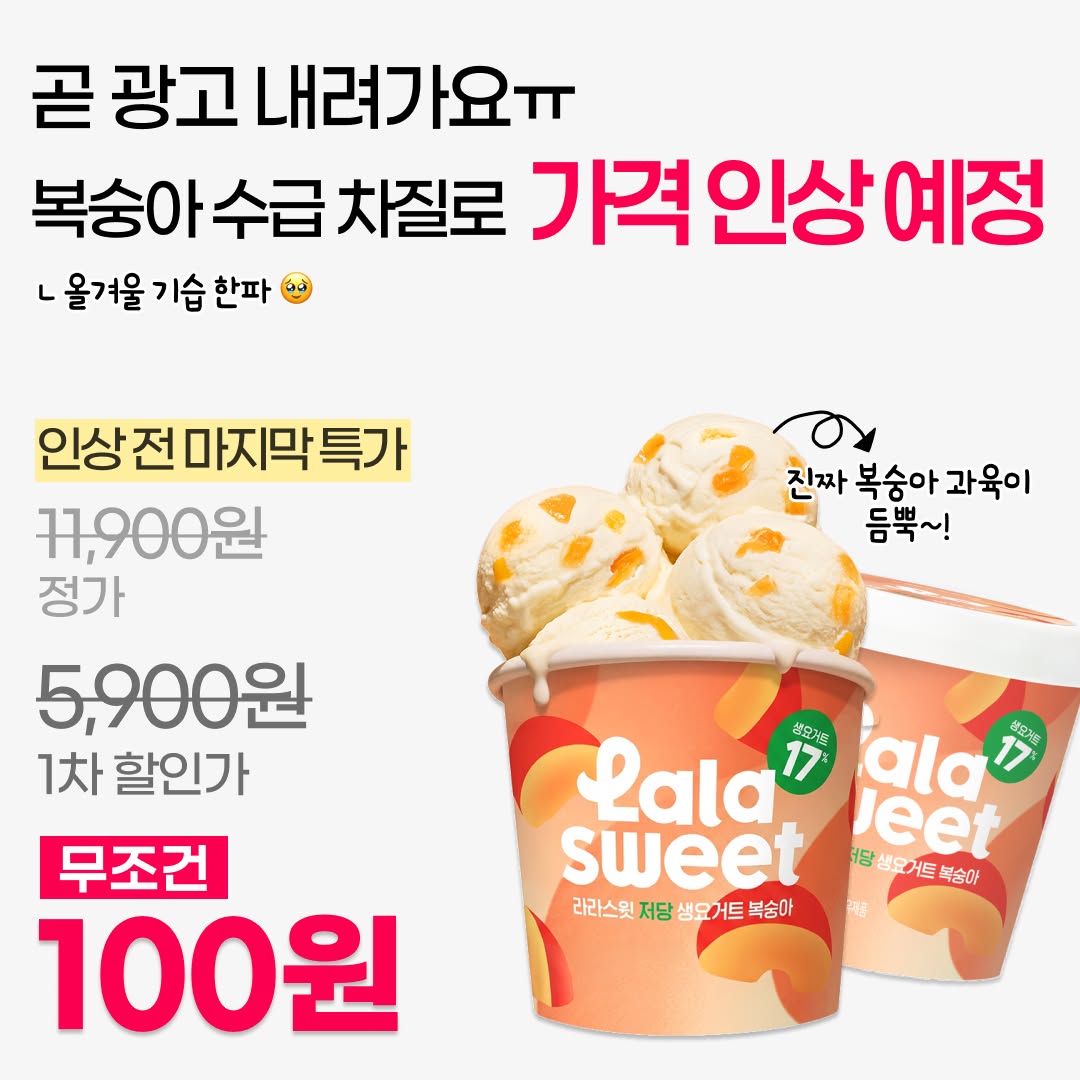 곧 광고 내려가요ㅠ
복숭아 수급 차질로 가격 인상 예정
ㄴ 올겨울 기습 한파 🥹
인상 전 마지막 특가
11,900원
정가
5,900원
1차 할인가
무조건
100원
진짜 복숭아 과육이
듬뿍~!
생요거트
17%
Lala
sweet
라라스윗 저당 생요거트 복숭아
생요거트
17%
ala
weet
저당 생요거트 복숭아
유제품